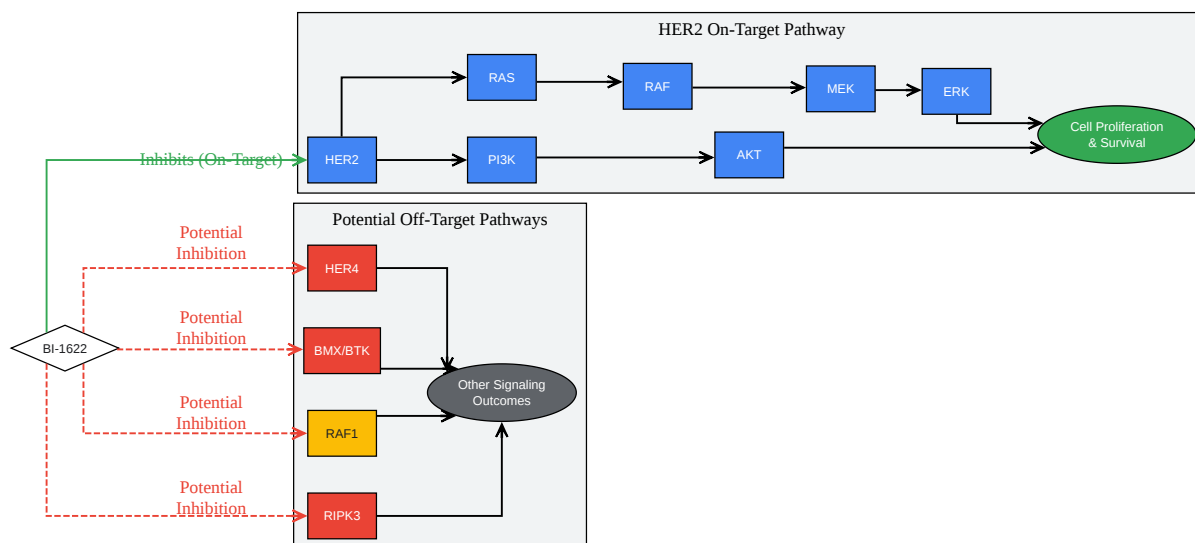 HER2 On-Target Pathway
RAS
RAF
MEK
ERK
Cell Proliferation
& Survival
Inhibits (On-Target)
HER2
PI3K
AKT
Potential Off-Target Pathways
Potential
Inhibition
HER4
Potential
Inhibition
BI-1622
BMX/BTK
Other Signaling
Outcomes
Potential
Inhibition
RAF1
Potential
Inhibition
RIPK3